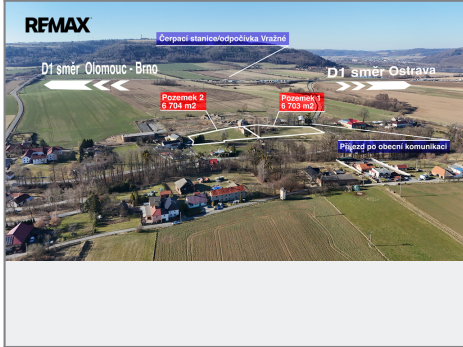 RE/MAX
Čerpací stanice/odpočívka Vražné
D1 směr Olomouc - Brno
D1 směr Ostrava
Pozemek 2
6 704 m2
Pozemek 1
6 703 m2
Příjezd po obecní komunikaci